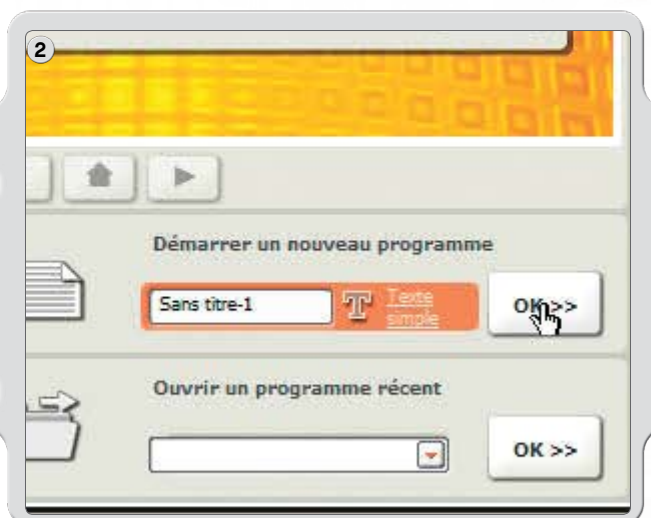 2
Démarrer un nouveau programme
Sans titre-1
T Texte
simple
OK >>
Ouvrir un programme récent
OK >>